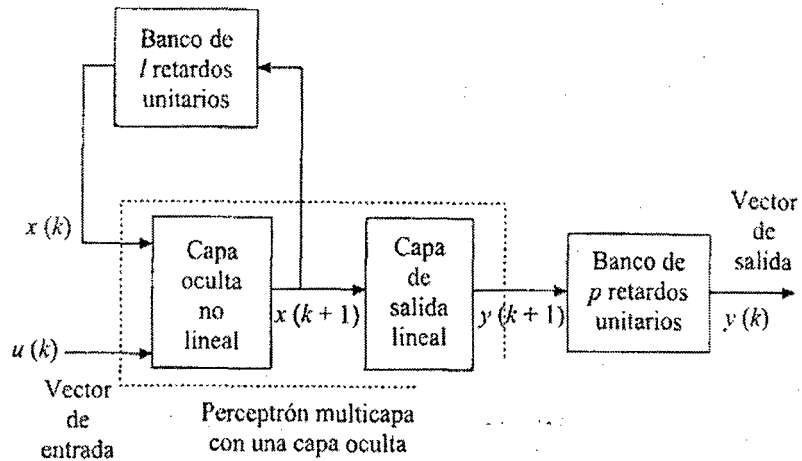 Banco de
l retardos
unitarios
x (k)
Capa
oculta
no
lineal
x (k + 1)
Capa
de
salida
lineal
y (k + 1)
Banco de
p retardos
unitarios
Vector
de
salida
y (k)
u (k)
Vector
de
entrada
Perceptrón multicapa
con una capa oculta